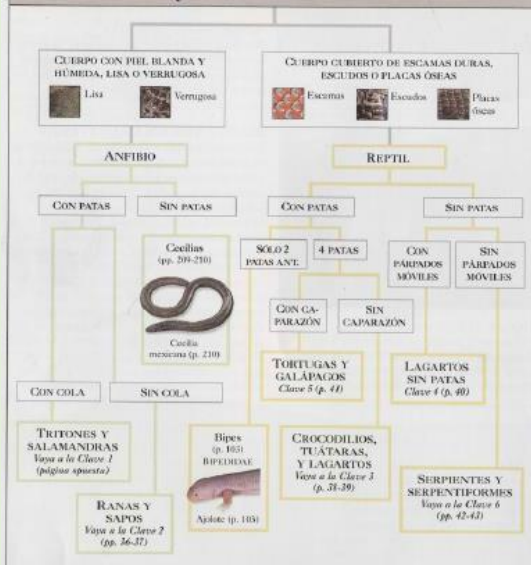 CUERPO CON PIEL BLANDA Y
HÚMEDA, LISA O VERRUGOSA
Lisa
Verrugosa
CUERPO CUBIERTO DE ESCAMAS DURAS,
ESCUDOS O PLACAS ÓSEAS
Escamas
Escudos
Placas
óseas
ANFIBIO
REPTIL
CON PATAS
SIN PATAS
CON PATAS
SIN PATAS
Cecilias
(pp. 209-210)
Cecilia
mexicana (p. 210)
SÓLO 2
PATAS ANT.
4 PATAS
CON
PÁRPADOS
MÓVILES
SIN
PÁRPADOS
MÓVILES
CON CA-
PARAZÓN
SIN
CAPARAZÓN
TORTUGAS Y
GALÁPAGOS
Clave 5 (p. 41)
LAGARTOS
SIN PATAS
Clave 4 (p. 40)
CON COLA
SIN COLA
TRITONES Y
SALAMANDRAS
Vaya a la Clave 1
(página opuesta)
RANAS Y
SAPOS
Vaya a la Clave 2
(pp. 36-37)
Bipes
(p. 103)
BIPEDIDAE
Ajolote (p. 103)
CROCODILIOS,
TUÁTARAS,
Y LAGARTOS
Vaya a la Clave 3
(p. 38-39)
SERPIENTES Y
SERPENTIFORMES
Vaya a la Clave 6
(pp. 42-43)